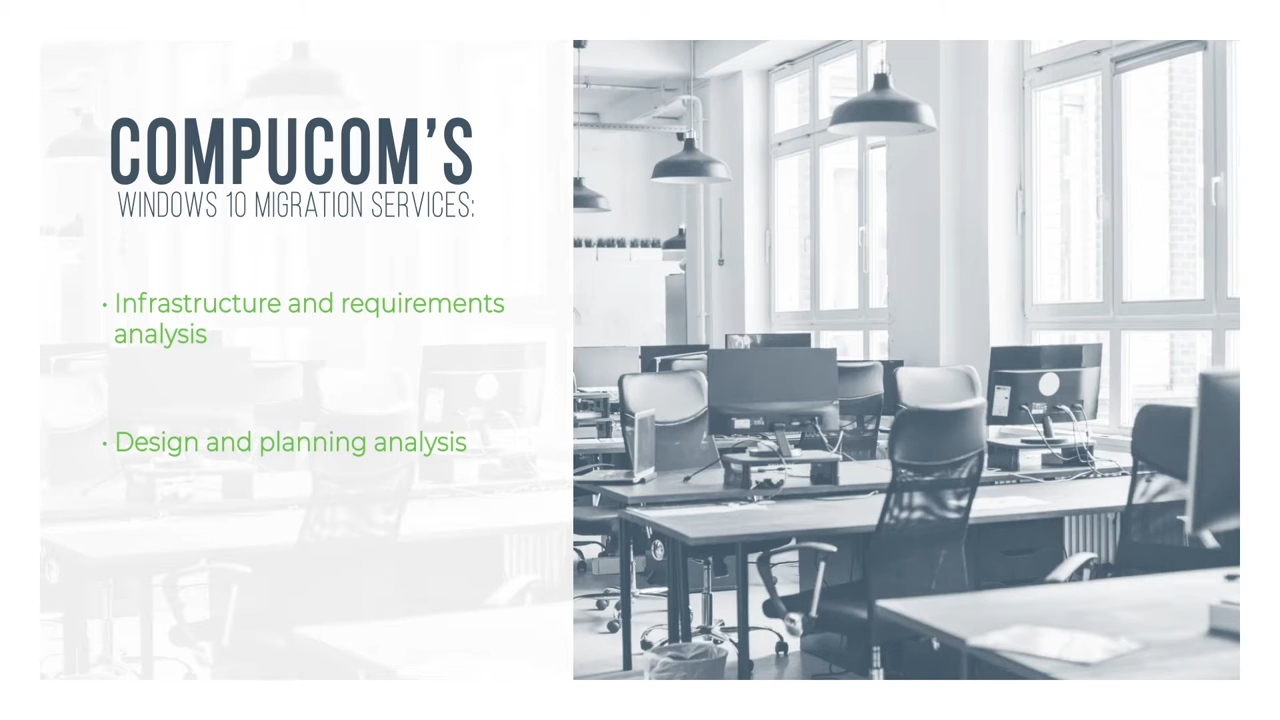 COMPUCOM'S
WINDOWS 10 MIGRATION SERVICES:
• Infrastructure and requirements
analysis
• Design and planning analysis